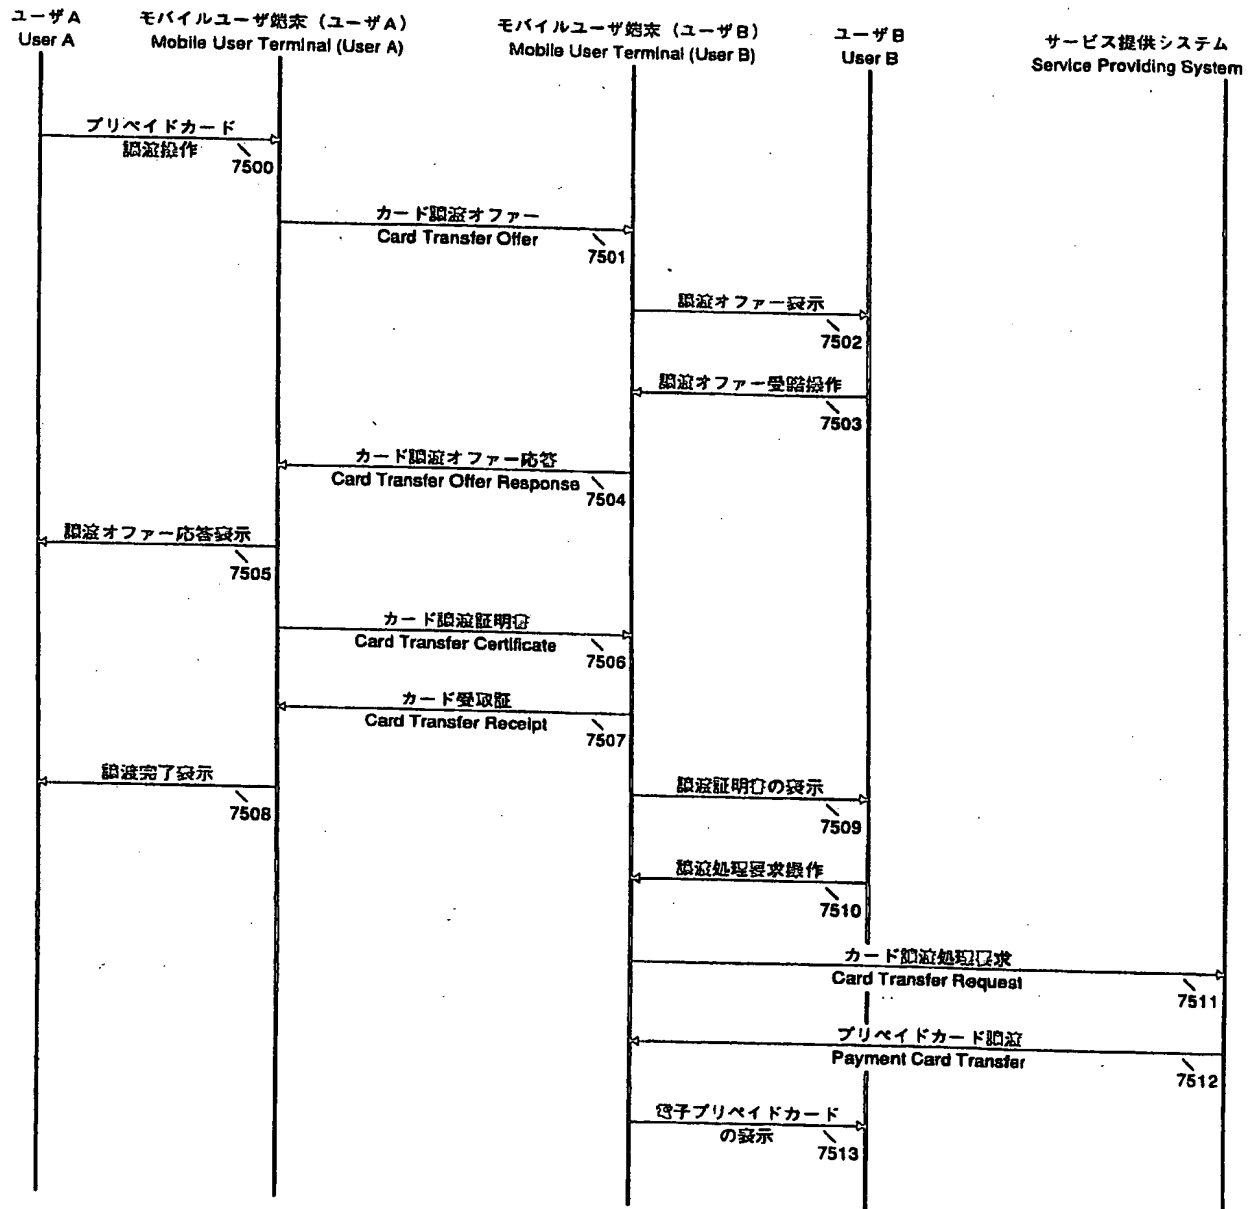 ユーザA
User A
モバイルユーザ端末（ユーザA）
Mobile User Terminal (User A)
モバイルユーザ端末（ユーザB）
Mobile User Terminal (User B)
ユーザB
User B
サービス提供システム
Service Providing System
プリペイドカード
譲渡操作
7500
カード譲渡オファー
Card Transfer Offer
7501
譲渡オファー表示
7502
譲渡オファー受諾操作
7503
カード譲渡オファー応答
Card Transfer Offer Response
7504
譲渡オファー応答表示
7505
カード譲渡証明書
Card Transfer Certificate
7506
カード受取証
Card Transfer Receipt
7507
譲渡完了表示
7508
譲渡証明書の表示
7509
譲渡処理要求操作
7510
カード譲渡処理要求
Card Transfer Request
7511
プリペイドカード譲渡
Payment Card Transfer
7512
電子プリペイドカード
の表示
7513